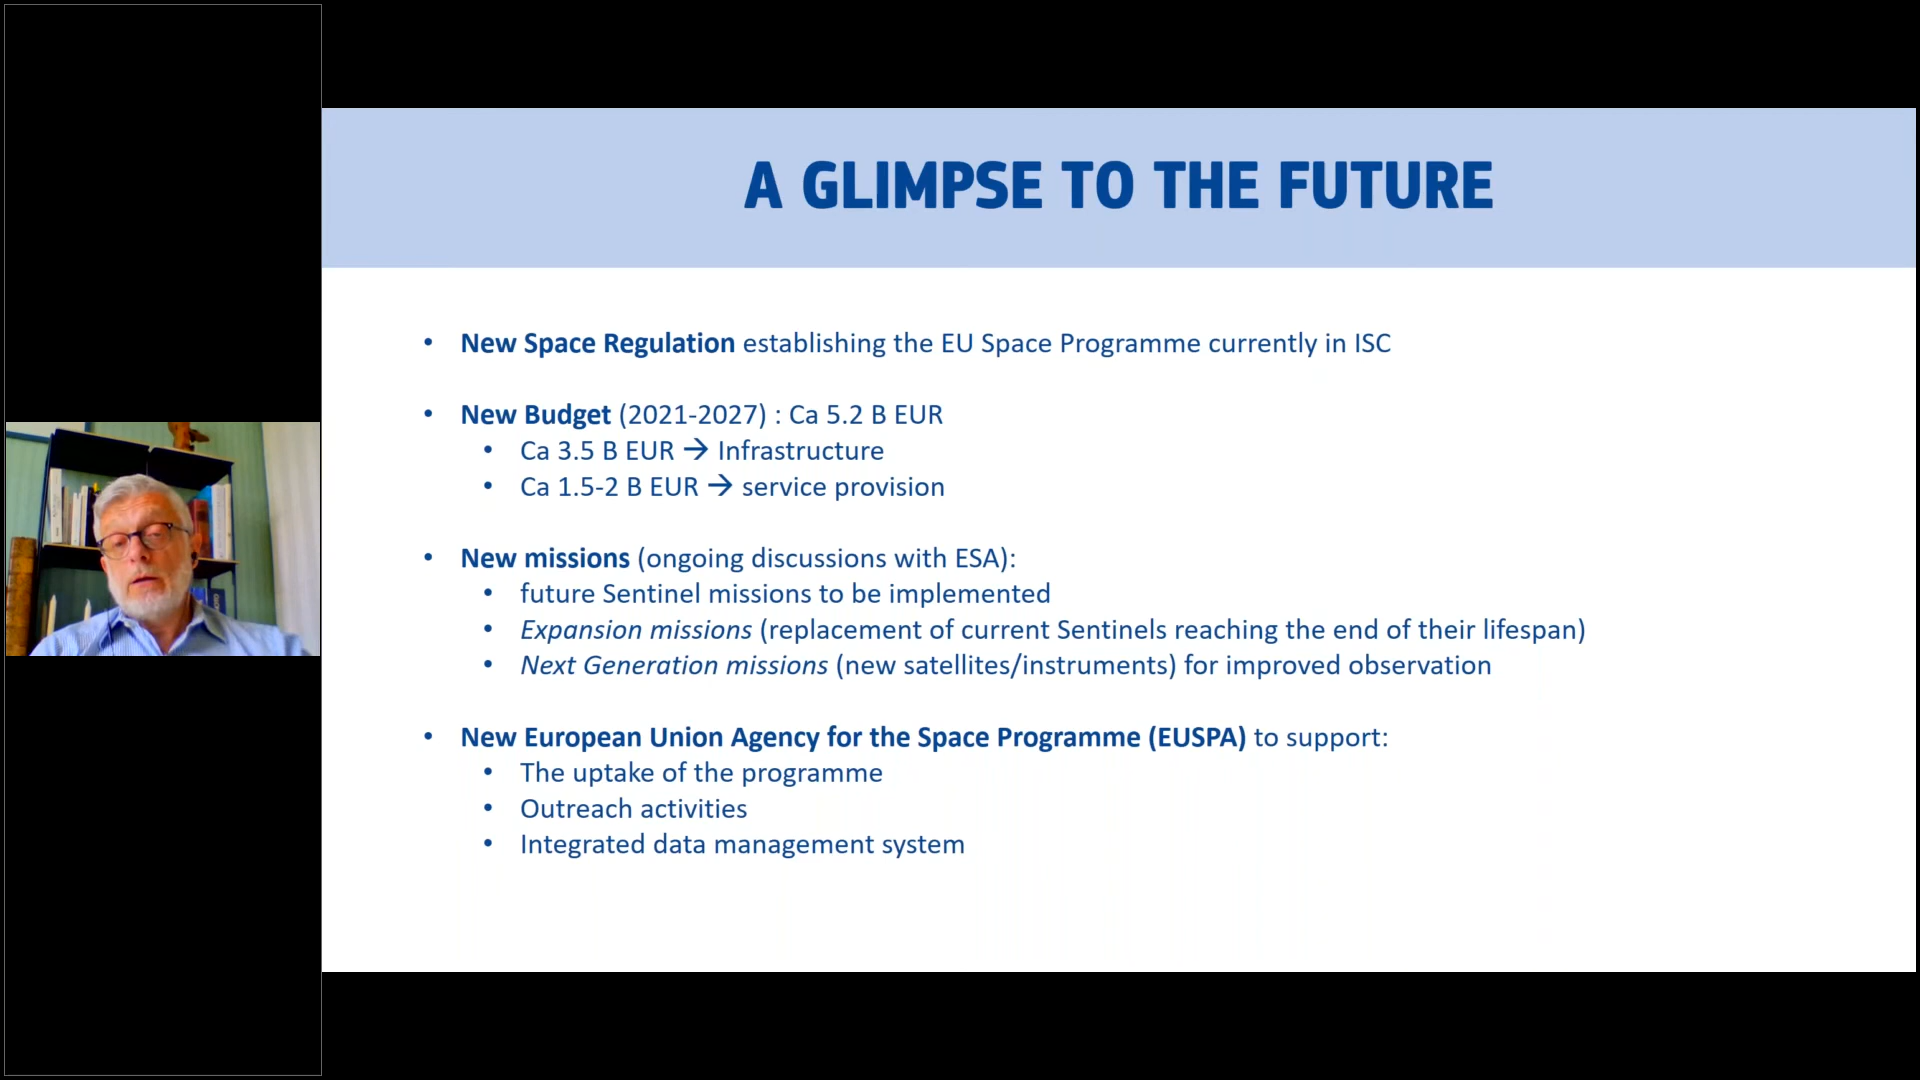 A GLIMPSE TO THE FUTURE
• New Space Regulation establishing the EU Space Programme currently in ISC
• New Budget (2021-2027) : Ca 5.2 B EUR
• Ca 3.5 B EUR → Infrastructure
• Ca 1.5-2 B EUR → service provision
• New missions (ongoing discussions with ESA):
• future Sentinel missions to be implemented
• Expansion missions (replacement of current Sentinels reaching the end of their lifespan)
• Next Generation missions (new satellites/instruments) for improved observation
• New European Union Agency for the Space Programme (EUSPA) to support:
• The uptake of the programme
• Outreach activities
• Integrated data management system